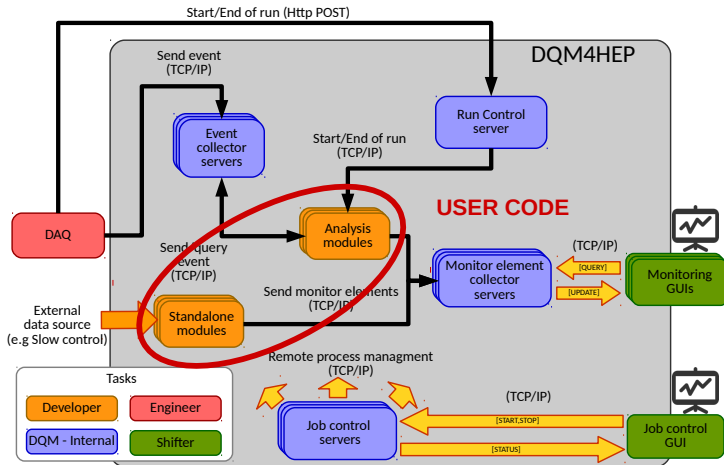 Start/End of run (Http POST)
DQM4HEP
Send event
(TCP/IP)
Run Control
server
Event
collector
servers
Start/End of run
(TCP/IP)
USER CODE
DAQ
Analysis
modules
Send/query
event
(TCP/IP)
(TCP/IP)
Monitor element
collector
servers
[QUERY]
[UPDATE]
Monitoring
GUIs
Send monitor elements
(TCP/IP)
External
data source
(e.g Slow control)
Standalone
modules
Remote process managment
(TCP/IP)
Tasks
Developer
Engineer
DQM - Internal
Shifter
Job control
servers
(TCP/IP)
[START,STOP]
[STATUS]
Job control
GUI